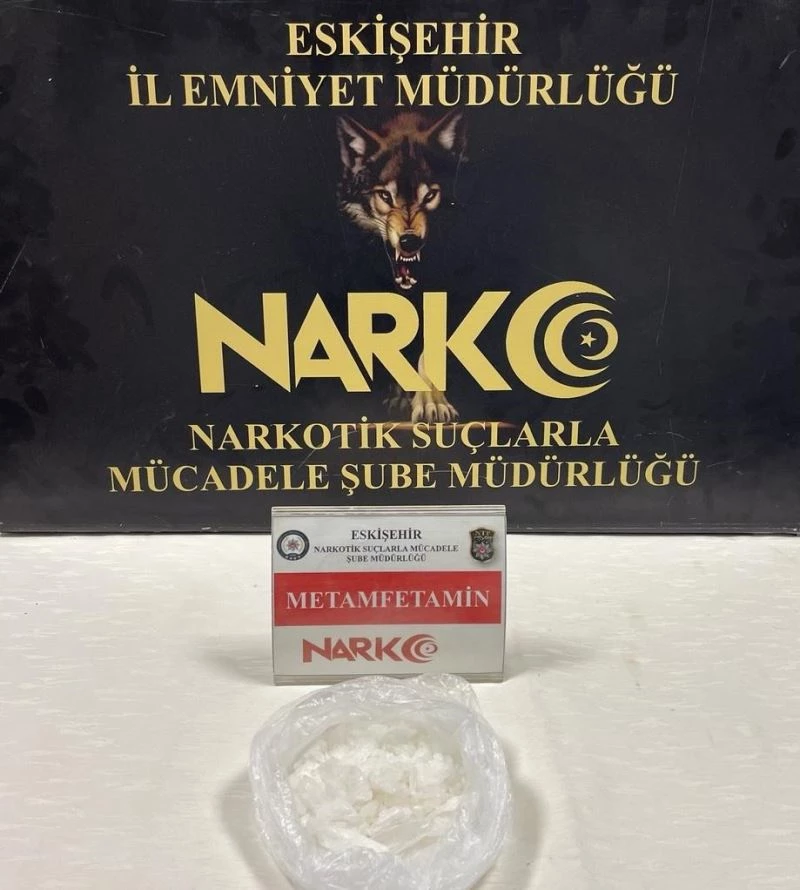 ESKİŞEHİR
İL EMNİYET MÜDÜRLÜĞÜ
NARKO
NARKOTİK SUÇLARLA
MÜCADELE ŞUBE MÜDÜRLÜĞÜ
ESKİŞEHİR
NARKOTİK SUÇLARLA MÜCADELE
ŞUBE MÜDÜRLÜĞÜ
METAMFETAMİN
NARKO